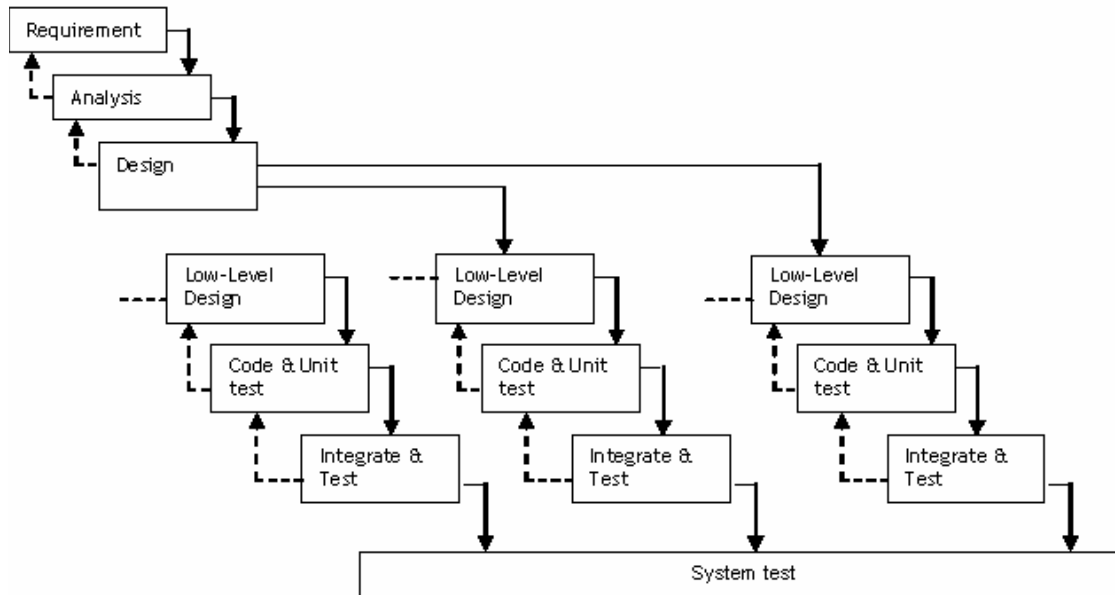 Requirement
Analysis
Design
Low-Level
Design
Low-Level
Design
Low-Level
Design
Code & Unit
test
Code & Unit
test
Code & Unit
test
Integrate &
Test
Integrate &
Test
Integrate &
Test
System test